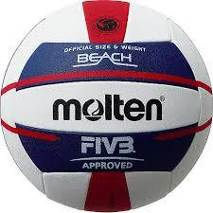 OFFICIAL SIZE & WEIGHT
BEACH
molten
FIVB
APPROVED